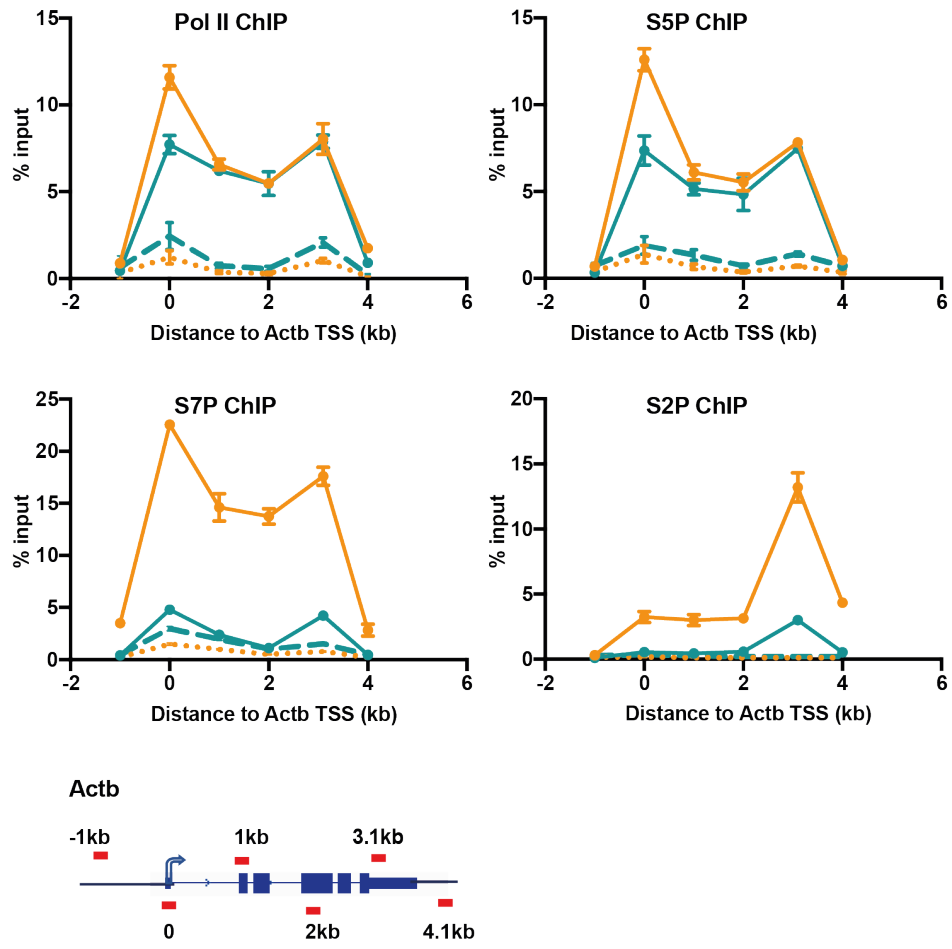 Pol II ChIP
15
10
5
0
% input
-2
0
2
4
6
Distance to Actb TSS (kb)
S5P ChIP
15
10
5
0
% input
-2
0
2
4
6
Distance to Actb TSS (kb)
S7P ChIP
25
20
15
10
5
0
% input
-2
0
2
4
6
Distance to Actb TSS (kb)
S2P ChIP
20
15
10
5
0
% input
-2
0
2
4
6
Distance to Actb TSS (kb)
Actb
-1kb
1kb
3.1kb
0
2kb
4.1kb